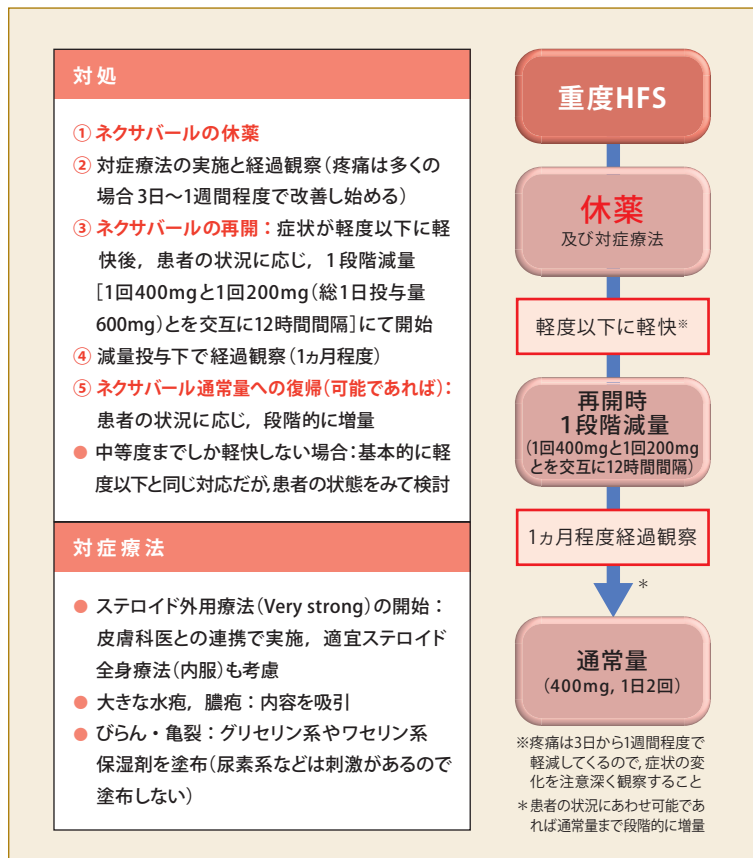 対処
① ネクサバールの休薬
② 対症療法の実施と経過観察(疼痛は多くの
場合 3日〜1週間程度で改善し始める)
③ ネクサバールの再開：症状が軽度以下に軽
快後，患者の状況に応じ，1段階減量
[1回400mgと1回200mg(総1日投与量
600mg)とを交互に12時間間隔]にて開始
④ 減量投与下で経過観察(1ヵ月程度)
⑤ ネクサバール通常量への復帰(可能であれば)：
患者の状況に応じ，段階的に増量
● 中等度までしか軽快しない場合：基本的に軽
度以下と同じ対応だが,患者の状態をみて検討
対症療法
● ステロイド外用療法(Very strong)の開始：
皮膚科医との連携で実施，適宜ステロイド
全身療法(内服)も考慮
● 大きな水疱，膿疱：内容を吸引
● びらん・亀裂：グリセリン系やワセリン系
保湿剤を塗布(尿素系などは刺激があるので
塗布しない)
重度HFS
休薬
及び対症療法
軽度以下に軽快※
再開時
1段階減量
(1回400mgと1回200mg
とを交互に12時間間隔)
1ヵ月程度経過観察
＊
通常量
(400mg, 1日2回)
※疼痛は3日から1週間程度で
軽減してくるので,症状の変
化を注意深く観察すること
＊患者の状況にあわせ可能であ
れば通常量まで段階的に増量